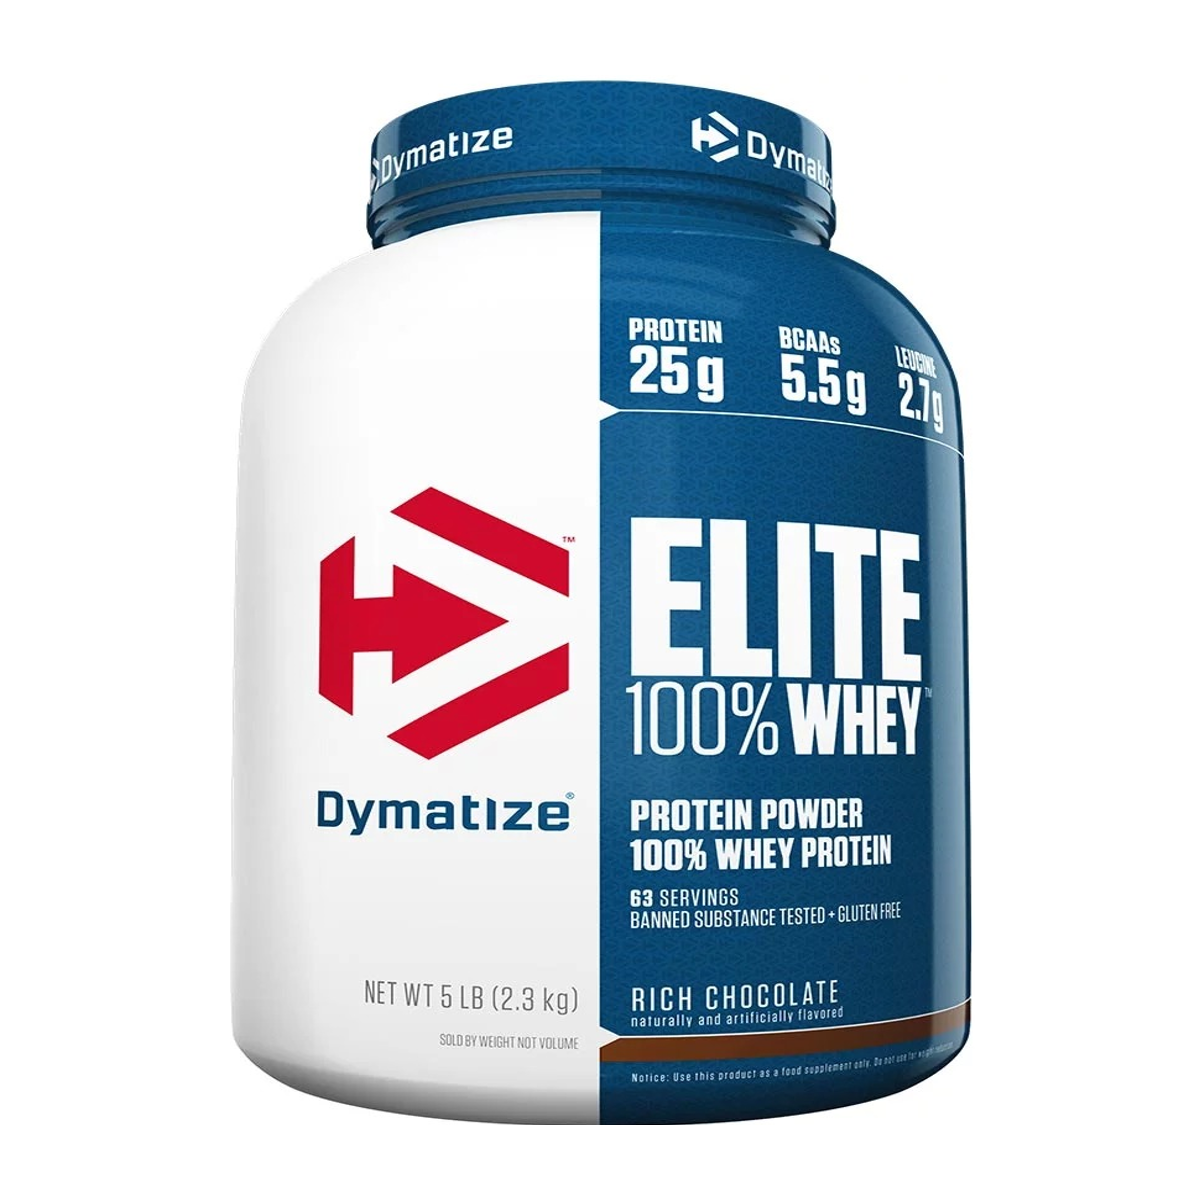 Dymatize
Dymatize
PROTEIN
25g
BCAAs
5.5g
LEUCINE
2.7g
™
ELITE
100% WHEY™
Dymatize®
PROTEIN POWDER
100% WHEY PROTEIN
63 SERVINGS
BANNED SUBSTANCE TESTED + GLUTEN FREE
NET WT 5 LB (2.3 kg)
SOLD BY WEIGHT NOT VOLUME
RICH CHOCOLATE
naturally and artificially flavored
Notice: Use this product as a food supplement only. Do not use for weight reduction.